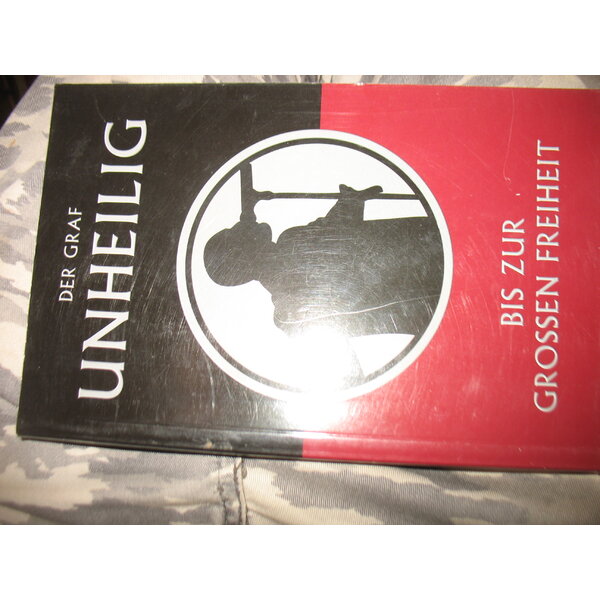 DER GRAF
UNHEILIG
BIS ZUR
GROSSEN FREIHEIT